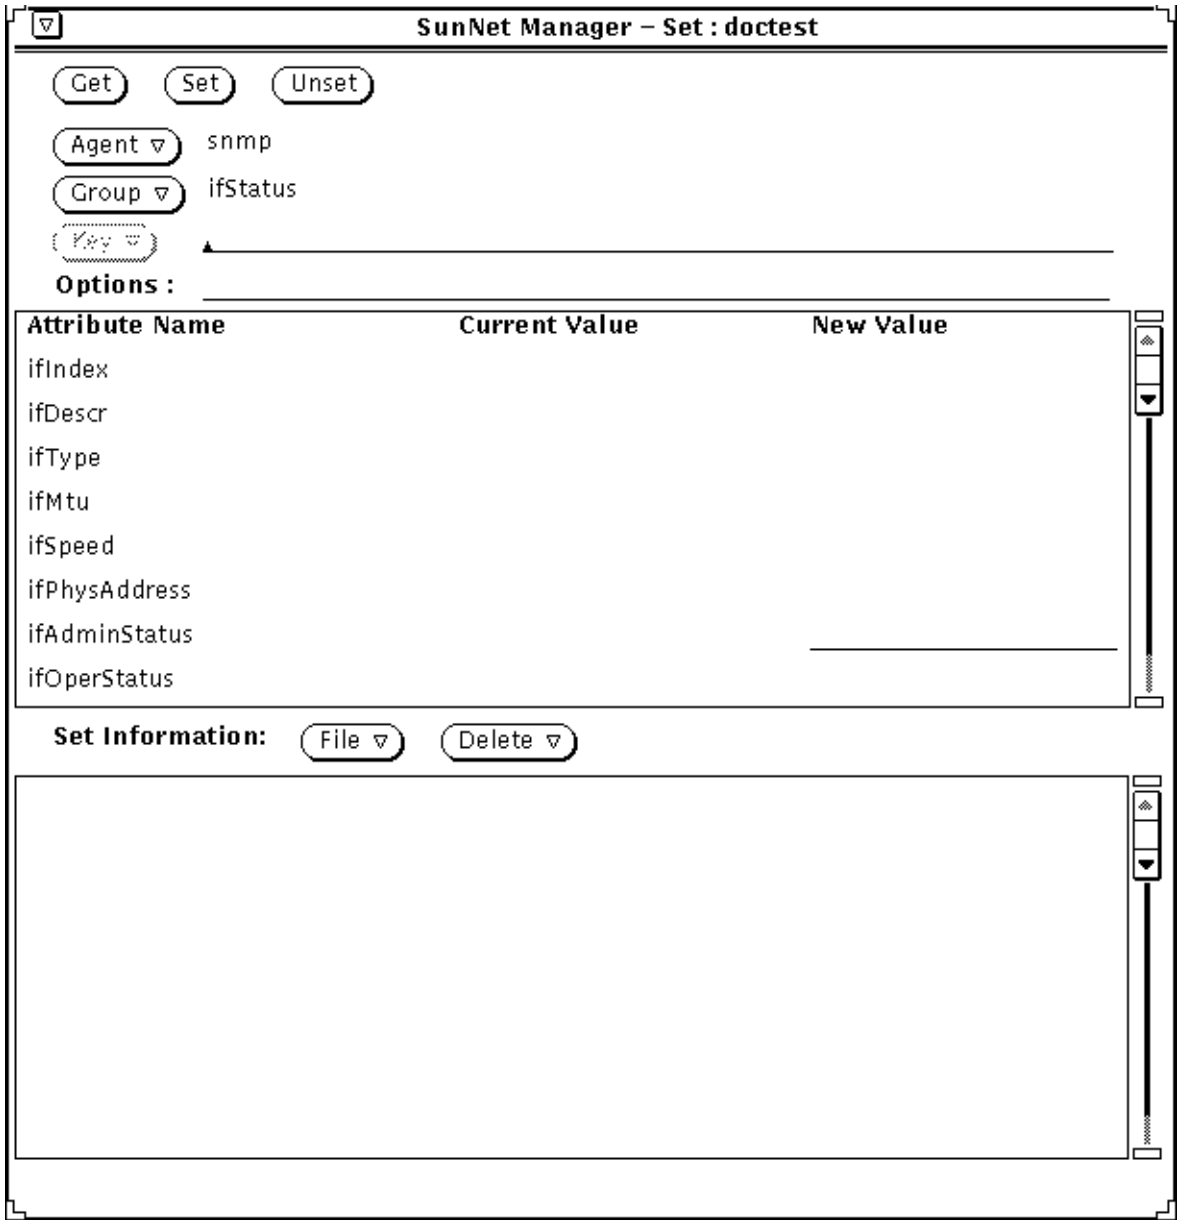 SunNet Manager – Set : doctest
Get Set Unset
Agent snmp
Group ifStatus
Key
Options :
Attribute Name Current Value New Value
ifIndex
ifDescr
ifType
ifMtu
ifSpeed
ifPhysAddress
ifAdminStatus
ifOperStatus
Set Information: File Delete